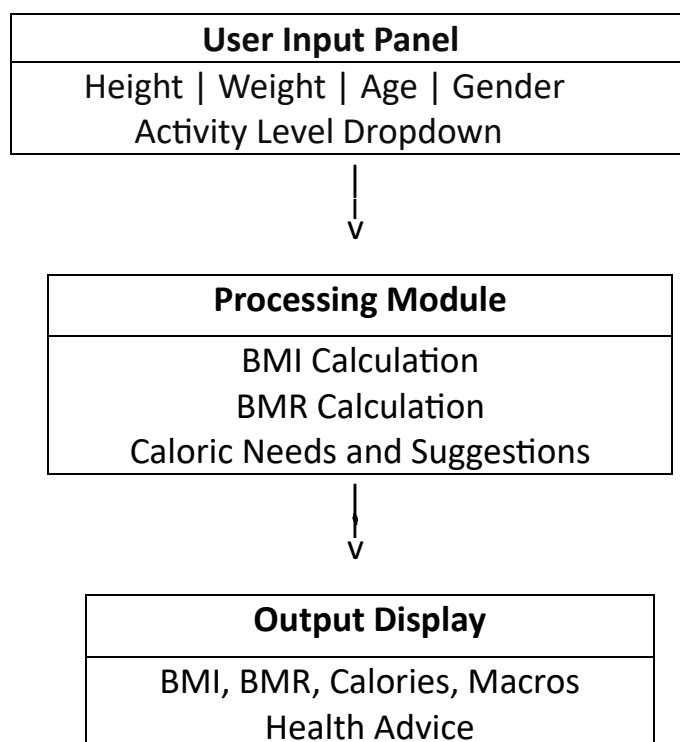 User Input Panel
Height | Weight | Age | Gender
Activity Level Dropdown
|
|
v
Processing Module
BMI Calculation
BMR Calculation
Caloric Needs and Suggestions
|
|
v
Output Display
BMI, BMR, Calories, Macros
Health Advice